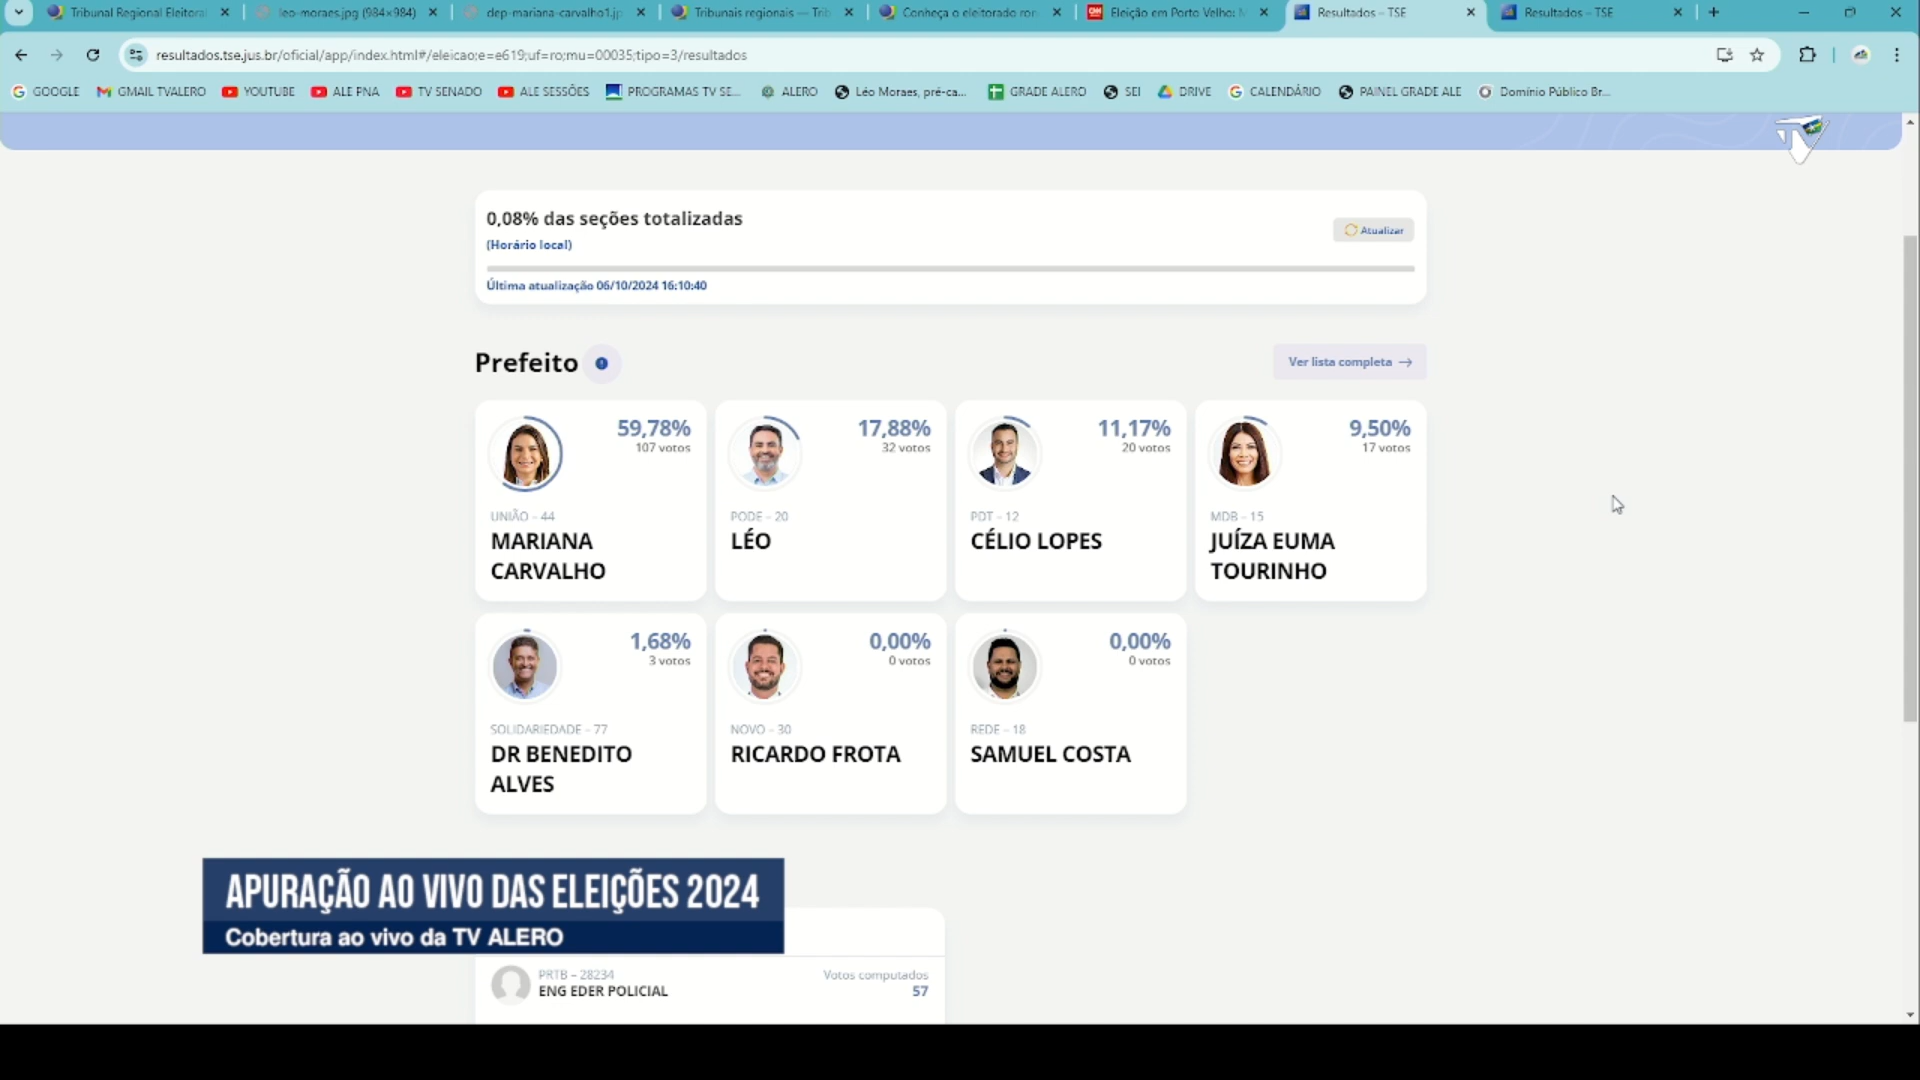 Tribunal Regional Eleitoral
leo-moraes.jpg (984×984)
dep-mariana-carvalho1.jp
Tribunais regionais — Trib
Conheça o eleitorado ron
Eleição em Porto Velho: M
Resultados – TSE
Resultados – TSE
resultados.tse.jus.br/oficial/app/index.html#/eleicao;e=e619;uf=ro;mu=00035;tipo=3/resultados
GOOGLE
GMAIL TVALERO
YOUTUBE
ALE PNA
TV SENADO
ALE SESSÕES
PROGRAMAS TV SE...
ALERO
Léo Moraes, pré-ca...
GRADE ALERO
SEI
DRIVE
CALENDÁRIO
PAINEL GRADE ALE
Domínio Público Br...
TV
0,08% das seções totalizadas
(Horário local)
Atualizar
Última atualização 06/10/2024 16:10:40
Prefeito
Ver lista completa →
59,78%
107 votos
UNIÃO – 44
MARIANA
CARVALHO
17,88%
32 votos
PODE – 20
LÉO
11,17%
20 votos
PDT – 12
CÉLIO LOPES
9,50%
17 votos
MDB – 15
JUÍZA EUMA
TOURINHO
1,68%
3 votos
SOLIDARIEDADE – 77
DR BENEDITO
ALVES
0,00%
0 votos
NOVO – 30
RICARDO FROTA
0,00%
0 votos
REDE – 18
SAMUEL COSTA
APURAÇÃO AO VIVO DAS ELEIÇÕES 2024
Cobertura ao vivo da TV ALERO
PRTB – 28234
ENG EDER POLICIAL
Votos computados
57